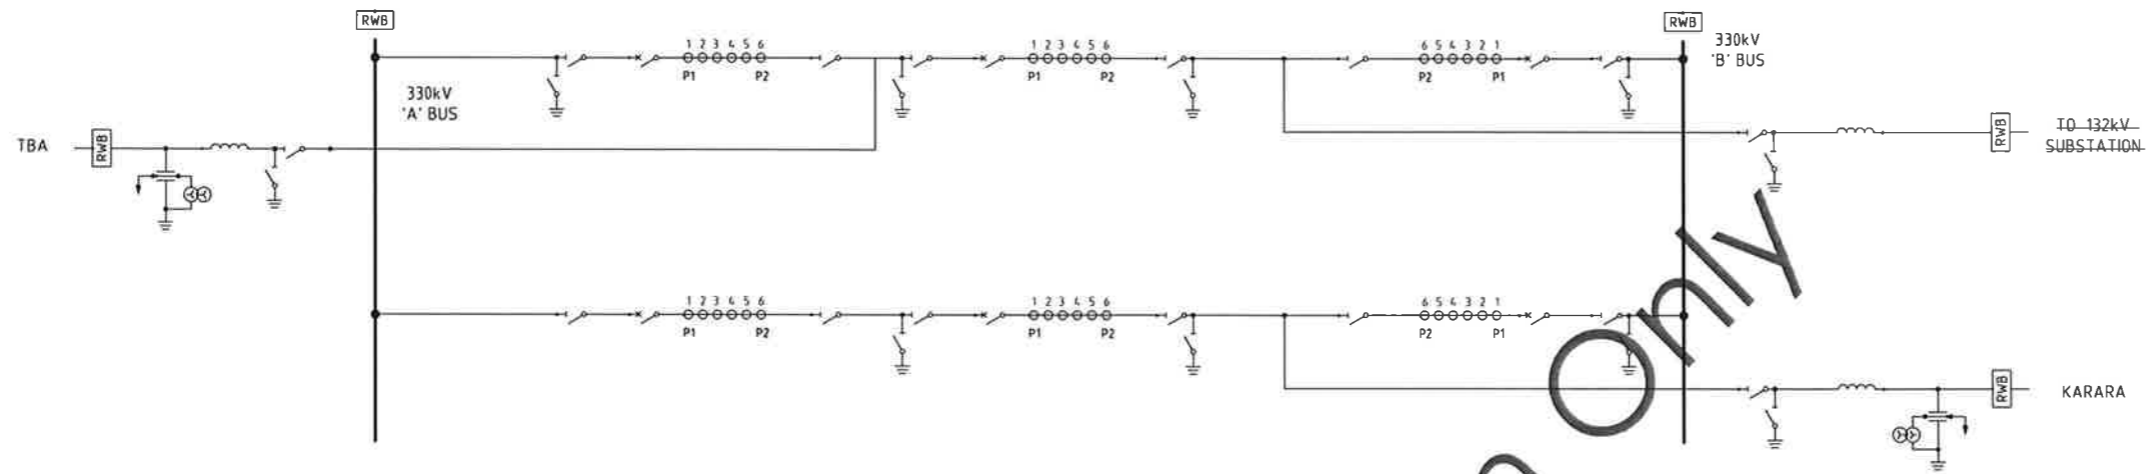 RWB
RWB
1 2 3 4 5 6
P1 P2
1 2 3 4 5 6
P1 P2
6 5 4 3 2 1
P2 P1
330kV
'B' BUS
330kV
'A' BUS
TBA
RWB
RWB
TO 132kV
SUBSTATION
1 2 3 4 5 6
P1 P2
1 2 3 4 5 6
P1 P2
6 5 4 3 2 1
P2 P1
RWB
KARARA
only